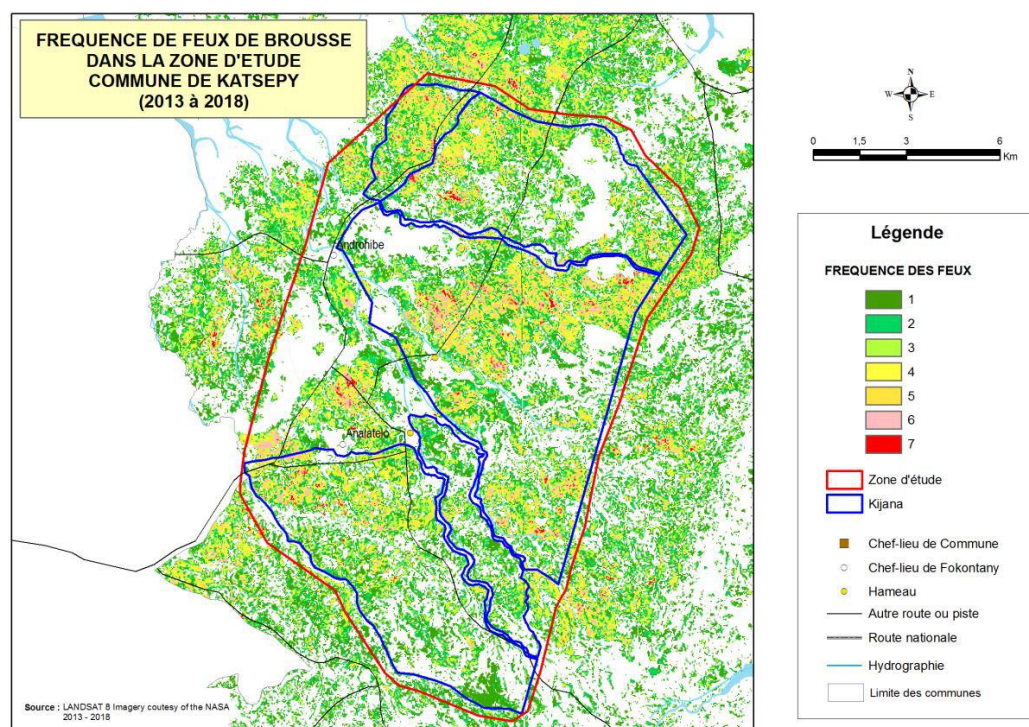 FREQUENCE DE FEUX DE BROUSSE
DANS LA ZONE D'ETUDE
COMMUNE DE KATSEPY
(2013 à 2018)
Androhibe
Analatelo
Source : LANDSAT 8 Imagery coutesy of the NASA
2013 - 2018
N
W E
S
0 1,5 3 6
Km
Légende
FREQUENCE DES FEUX
1
2
3
4
5
6
7
Zone d'étude
Kijana
Chef-lieu de Commune
Chef-lieu de Fokontany
Hameau
Autre route ou piste
Route nationale
Hydrographie
Limite des communes